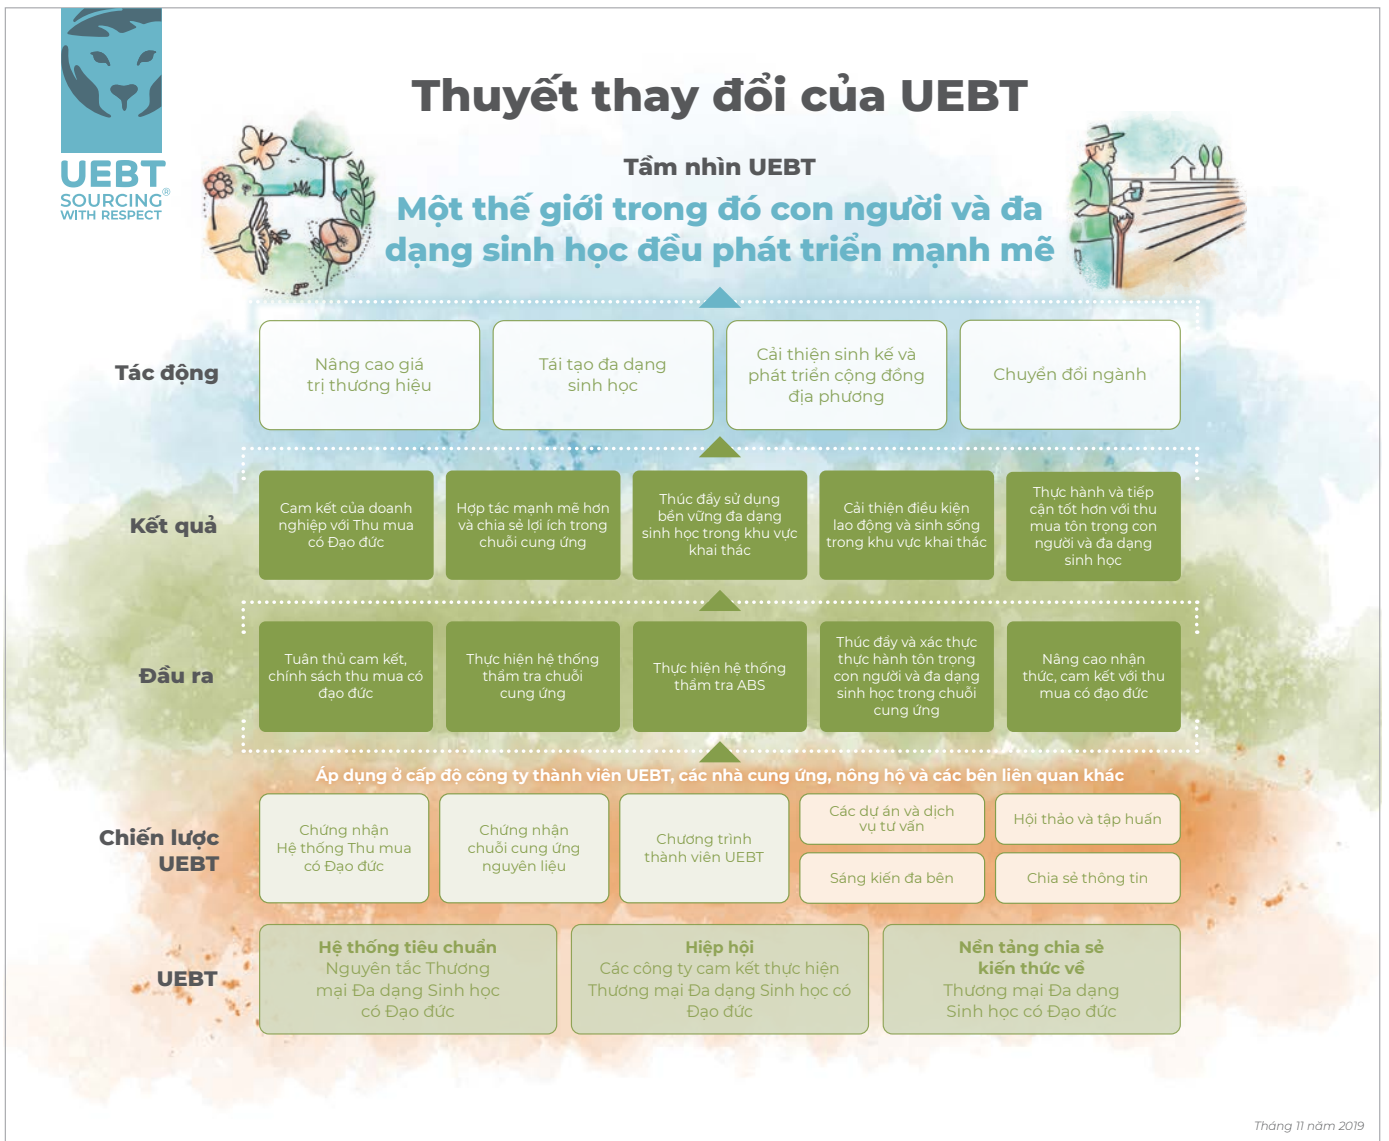 UEBT
SOURCING®
WITH RESPECT
Thuyết thay đổi của UEBT
Tầm nhìn UEBT
Một thế giới trong đó con người và đa
dạng sinh học đều phát triển mạnh mẽ
Tác động
Nâng cao giá
trị thương hiệu
Tái tạo đa dạng
sinh học
Cải thiện sinh kế và
phát triển cộng đồng
địa phương
Chuyển đổi ngành
Kết quả
Cam kết của doanh
nghiệp với Thu mua
có Đạo đức
Hợp tác mạnh mẽ hơn
và chia sẻ lợi ích trong
chuỗi cung ứng
Thúc đẩy sử dụng
bền vững đa dạng
sinh học trong khu vực
khai thác
Cải thiện điều kiện
lao động và sinh sống
trong khu vực khai thác
Thực hành và tiếp
cận tốt hơn với thu
mua tôn trọng con
người và đa dạng
sinh học
Đầu ra
Tuân thủ cam kết,
chính sách thu mua có
đạo đức
Thực hiện hệ thống
thẩm tra chuỗi
cung ứng
Thực hiện hệ thống
thẩm tra ABS
Thúc đẩy và xác thực
thực hành tôn trọng
con người và đa dạng
sinh học trong chuỗi
cung ứng
Nâng cao nhận
thức, cam kết với thu
mua có đạo đức
Áp dụng ở cấp độ công ty thành viên UEBT, các nhà cung ứng, nông hộ và các bên liên quan khác
Chiến lược
UEBT
Chứng nhận
Hệ thống Thu mua
có Đạo đức
Chứng nhận
chuỗi cung ứng
nguyên liệu
Chương trình
thành viên UEBT
Các dự án và dịch
vụ tư vấn
Hội thảo và tập huấn
Sáng kiến đa bên
Chia sẻ thông tin
UEBT
Hệ thống tiêu chuẩn
Nguyên tắc Thương
mại Đa dạng Sinh học
có Đạo đức
Hiệp hội
Các công ty cam kết thực hiện
Thương mại Đa dạng Sinh học có
Đạo đức
Nền tảng chia sẻ
kiến thức về
Thương mại Đa dạng
Sinh học có Đạo đức
Tháng 11 năm 2019